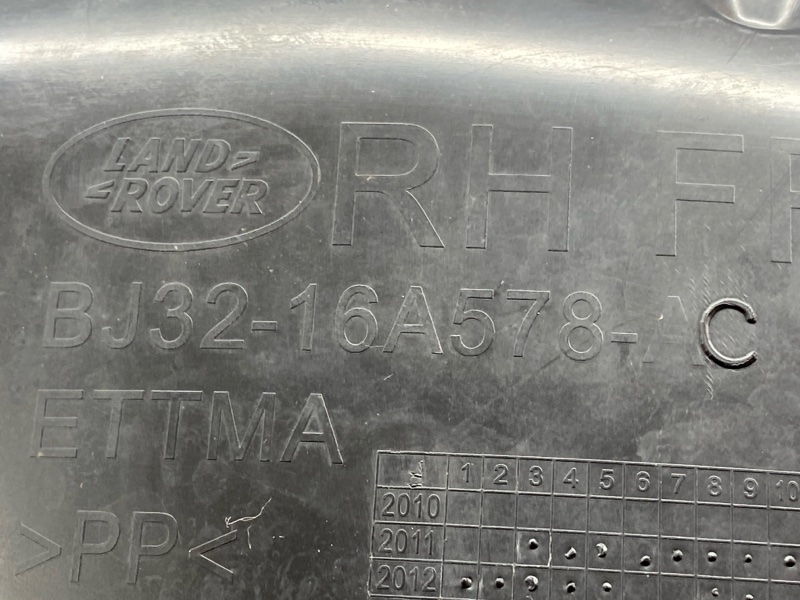 LAND
ROVER
RH F
BJ32-16A578-AC
ETTMA
>PP<
1 2 3 4 5 6 7 8 9 10
2010
2011
2012